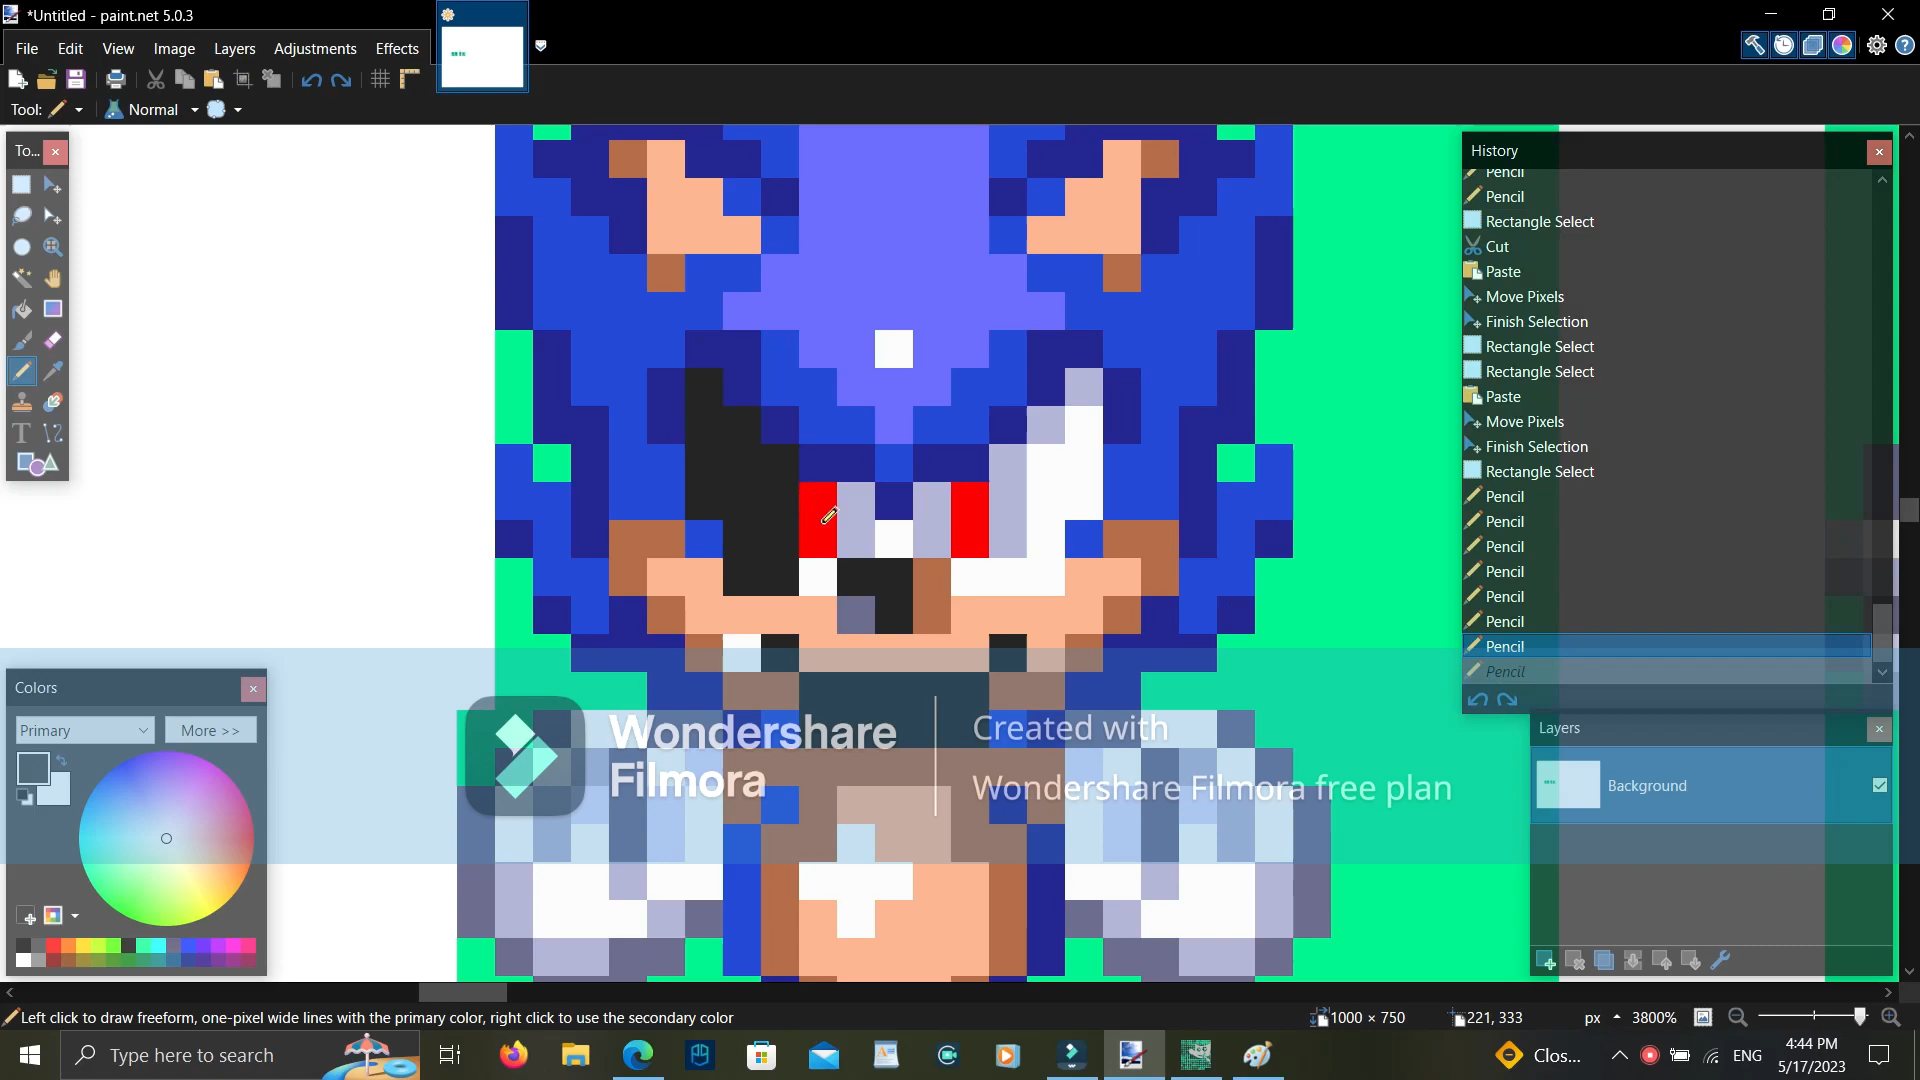 *Untitled - paint.net 5.0.3
File Edit View Image Layers Adjustments Effects
Tool: Normal
To...
History
Pencil
Pencil
Rectangle Select
Cut
Paste
Move Pixels
Finish Selection
Rectangle Select
Rectangle Select
Paste
Move Pixels
Finish Selection
Rectangle Select
Pencil
Pencil
Pencil
Pencil
Pencil
Pencil
Pencil
Pencil
Colors
Primary More >>
Wondershare
Filmora
Created with
Wondershare Filmora free plan
Layers
Background
Left click to draw freeform, one-pixel wide lines with the primary color, right click to use the secondary color
1000 × 750 221, 333 px 3800%
Type here to search
Clos... ENG
4:44 PM
5/17/2023